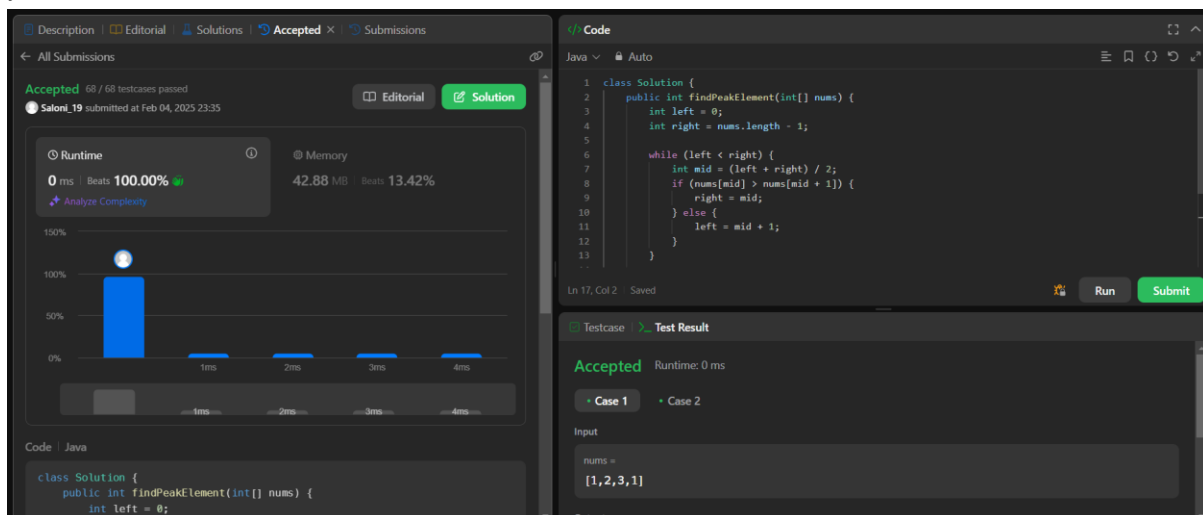 Description | Editorial | Solutions | Accepted × | Submissions
← All Submissions
Accepted 68 / 68 testcases passed
Saloni_19 submitted at Feb 04, 2025 23:35
Editorial
Solution
Runtime
0 ms | Beats 100.00%
Analyze Complexity
Memory
42.88 MB | Beats 13.42%
150%
100%
50%
0%
1ms 2ms 3ms 4ms
1ms 2ms 3ms 4ms
Code | Java
class Solution {
public int findPeakElement(int[] nums) {
int left = 0;
</> Code
Java Auto
1 class Solution {
2 public int findPeakElement(int[] nums) {
3 int left = 0;
4 int right = nums.length - 1;
5
6 while (left < right) {
7 int mid = (left + right) / 2;
8 if (nums[mid] > nums[mid + 1]) {
9 right = mid;
10 } else {
11 left = mid + 1;
12 }
13 }
Ln 17, Col 2 | Saved
Run
Submit
Testcase | >_ Test Result
Accepted Runtime: 0 ms
• Case 1 • Case 2
Input
nums =
[1,2,3,1]